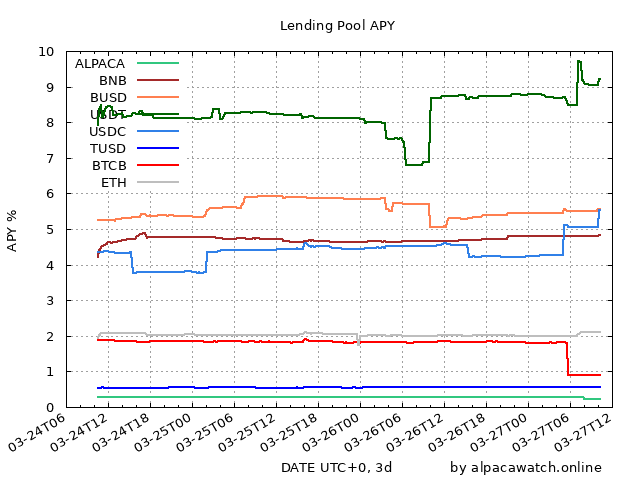 Lending Pool APY
10
9
8
7
6
5
4
3
2
1
0
APY %
ALPACA
BNB
BUSD
USDT
USDC
TUSD
BTCB
ETH
03-24T06
03-24T12
03-24T18
03-25T00
03-25T06
03-25T12
03-25T18
03-26T00
03-26T06
03-26T12
03-26T18
03-27T00
03-27T06
03-27T12
DATE UTC+0, 3d
by alpacawatch.online